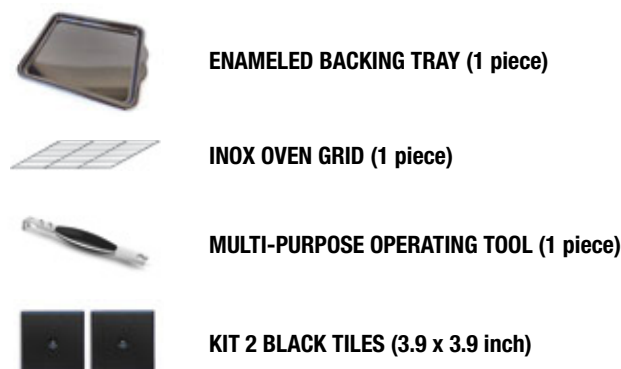 ENAMELED BACKING TRAY (1 piece)
INOX OVEN GRID (1 piece)
MULTI-PURPOSE OPERATING TOOL (1 piece)
KIT 2 BLACK TILES (3.9 x 3.9 inch)